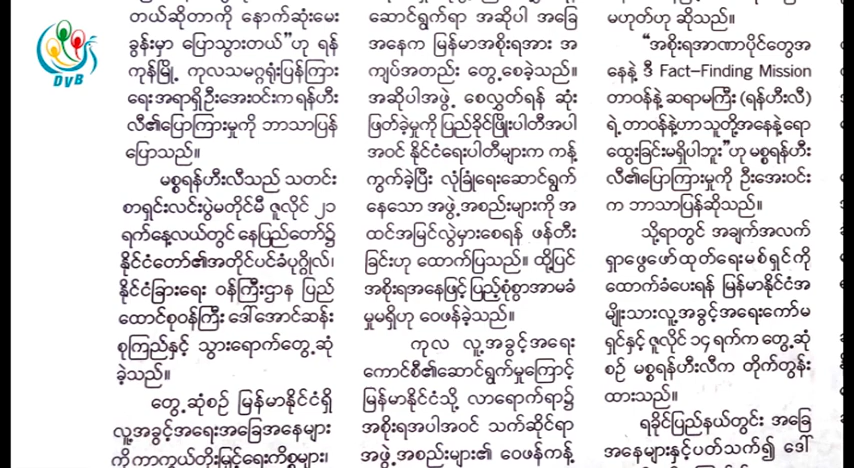 DVB
တယ်ဆိုတာကို နောက်ဆုံးမေး
ခွန်းမှာ ပြောသွားတယ်”ဟု ရန်
ကုန်မြို့ ကုလသမဂ္ဂရုံးပြန်ကြား
ရေး အရာရှိဦးအေးဝင်းက ရန်ဟီး
လီ၏ပြောကြားမှုကို ဘာသာပြန်
ပြောသည်။
မစ္စရန်ဟီးလီသည် သတင်း
စာရှင်းလင်းပွဲမတိုင်မီ ဇူလိုင် ၂၁
ရက်နေ့လယ်တွင် နေပြည်တော်၌
နိုင်ငံတော်၏အတိုင်ပင်ခံပုဂ္ဂိုလ်၊
နိုင်ငံခြားရေး ဝန်ကြီးဌာန ပြည်
ထောင်စုဝန်ကြီး ဒေါ်အောင်ဆန်း
စုကြည်နှင့် သွားရောက်တွေ့ဆုံ
ခဲ့သည်။
တွေ့ဆုံစဉ် မြန်မာနိုင်ငံရှိ
လူ့အခွင့်အရေးအခြေအနေများ
ကိုကာကွယ်တိုးမြှင့်ရေးကိစ္စများ၊
ဆောင်ရွက်ရာ အဆိုပါ အခြေ
အနေက မြန်မာအစိုးရအား အ
ကျပ်အတည်း တွေ့စေခဲ့သည်။
အဆိုပါအဖွဲ့ စေလွှတ်ရန် ဆုံး
ဖြတ်ခဲ့မှုကို ပြည်ခိုင်ဖြိုးပါတီအပါ
အဝင် နိုင်ငံရေးပါတီများက ကန့်
ကွက်ခဲ့ပြီး လုံခြုံရေးဆောင်ရွက်
နေသော အဖွဲ့အစည်းများကို အ
ထင်အမြင်လွဲမှားစေရန် ဖန်တီး
ခြင်းဟု ထောက်ပြသည်။ ထို့ပြင်
အစိုးရအနေဖြင့် ပြည့်စုံစွာအာမခံ
မှုမရှိဟု ဝေဖန်ခဲ့သည်။
ကုလ လူ့အခွင့်အရေး
ကောင်စီ၏ဆောင်ရွက်မှုကြောင့်
မြန်မာနိုင်ငံသို့ လာရောက်ရာ၌
အစိုးရအပါအဝင် သက်ဆိုင်ရာ
အဖွဲ့အစည်းများ၏ ဝေဖန်ကန့်
မဟုတ်ဟု ဆိုသည်။
“အစိုးရအာဏာပိုင်တွေအ
နေနဲ့ ဒီ Fact-Finding Mission
တာဝန်နဲ့ ဆရာမကြီး (ရန်ဟီးလီ)
ရဲ့ တာဝန်နဲ့ဟာသူတို့အနေနဲ့ရော
ထွေးခြင်းမရှိပါဘူး”ဟု မစ္စရန်ဟီး
လီ၏ပြောကြားမှုကို ဦးအေးဝင်း
က ဘာသာပြန်ဆိုသည်။
သို့ရာတွင် အချက်အလက်
ရှာဖွေဖော်ထုတ်ရေးမစ်ရှင်ကို
ထောက်ခံပေးရန် မြန်မာနိုင်ငံအ
မျိုးသားလူ့အခွင့်အရေးကော်မ
ရှင်နှင့် ဇူလိုင် ၁၄ ရက်က တွေ့ဆုံ
စဉ် မစ္စရန်ဟီးလီက တိုက်တွန်း
ထားသည်။
ရခိုင်ပြည်နယ်တွင်း အခြေ
အနေများနှင့်ပတ်သက်၍ ဒေါ်